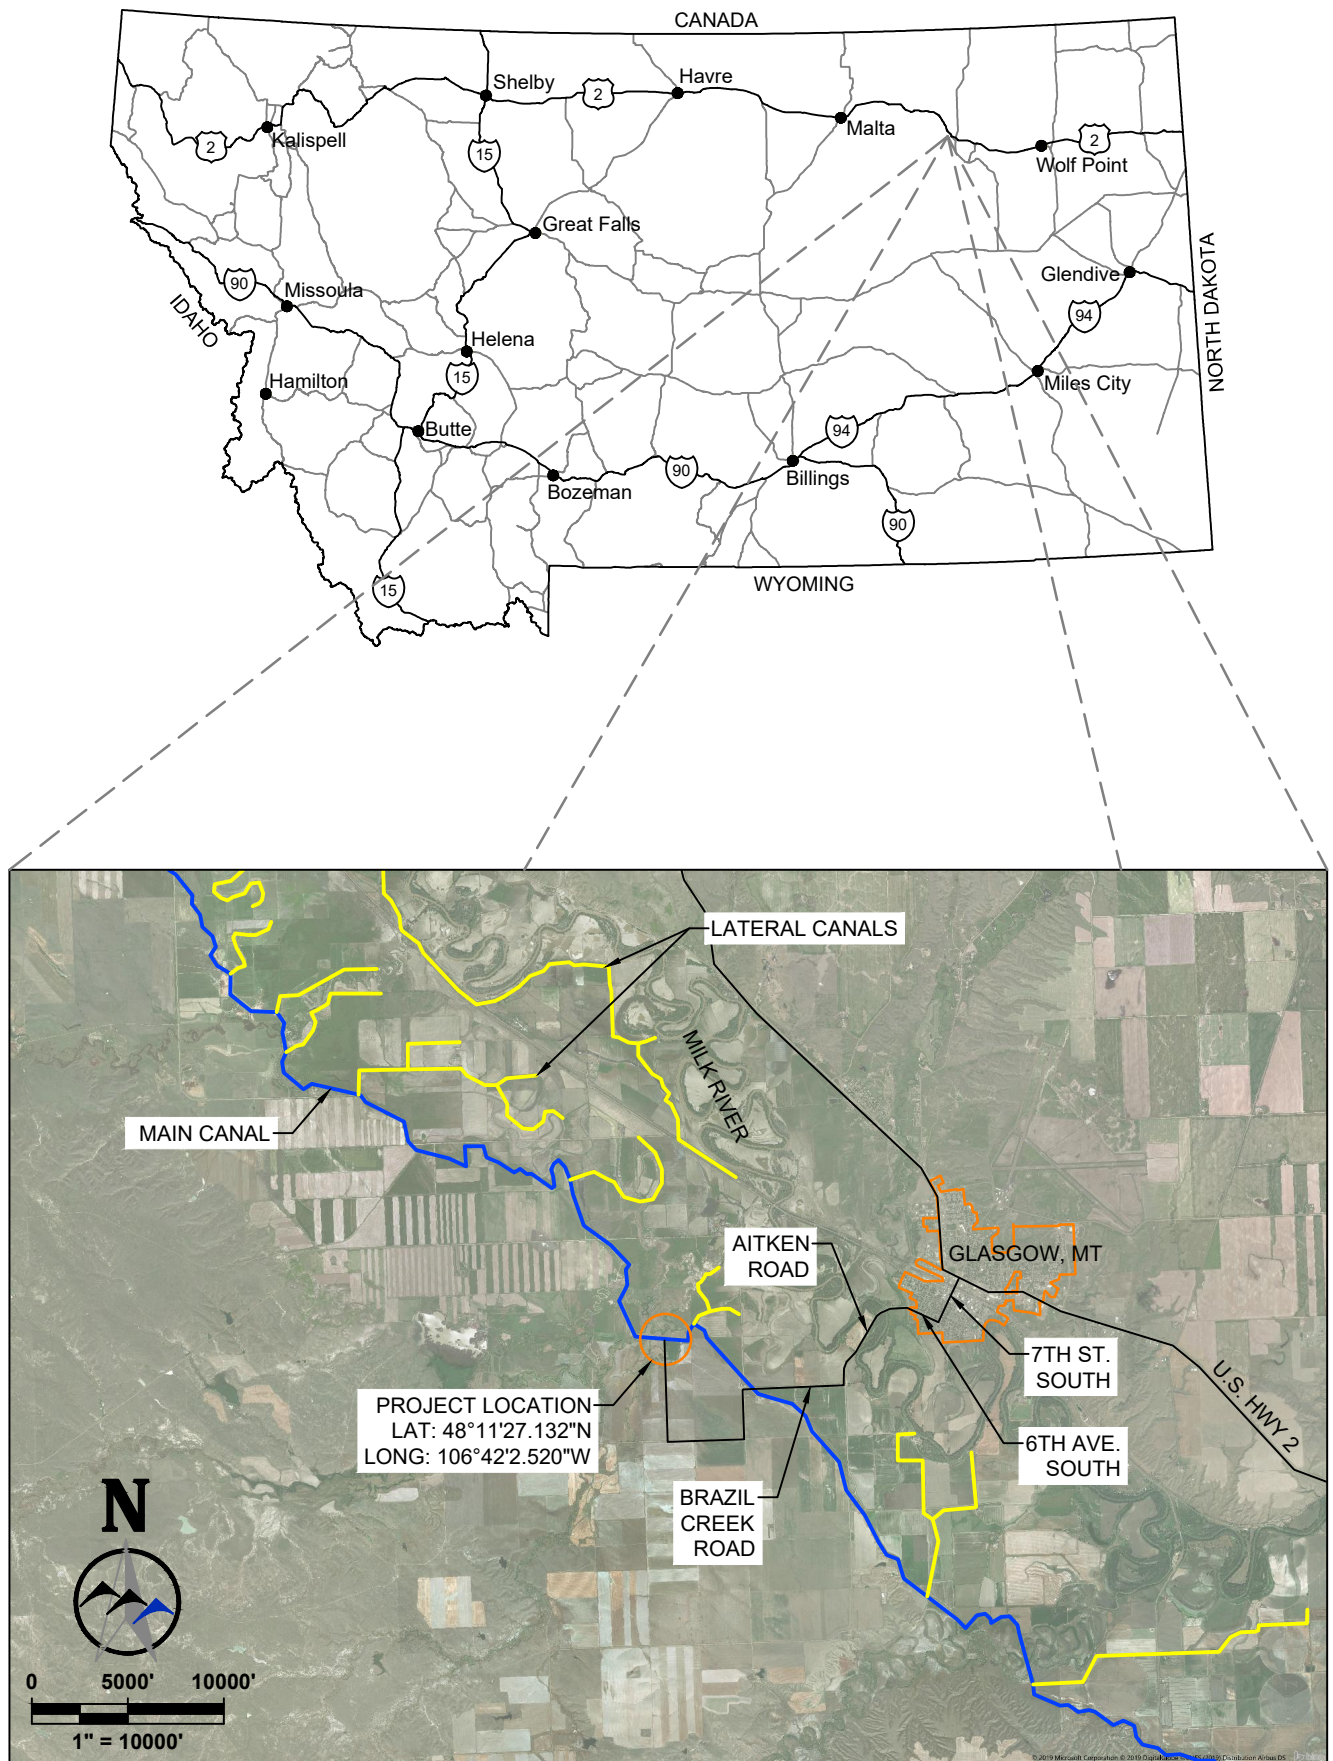 CANADA
Shelby
2
Havre
2
Kalispell
Malta
2
15
Wolf Point
Great Falls
NORTH DAKOTA
Glendive
90
Missoula
IDAHO
94
Helena
15
Miles City
Hamilton
Butte
94
90
Billings
Bozeman
90
15
WYOMING
LATERAL CANALS
MILK RIVER
MAIN CANAL
AITKEN
ROAD
GLASGOW, MT
7TH ST.
SOUTH
U.S. HWY 2
PROJECT LOCATION
LAT: 48°11'27.132"N
LONG: 106°42'2.520"W
6TH AVE.
SOUTH
BRAZIL
CREEK
ROAD
N
0 5000' 10000'
1" = 10000'